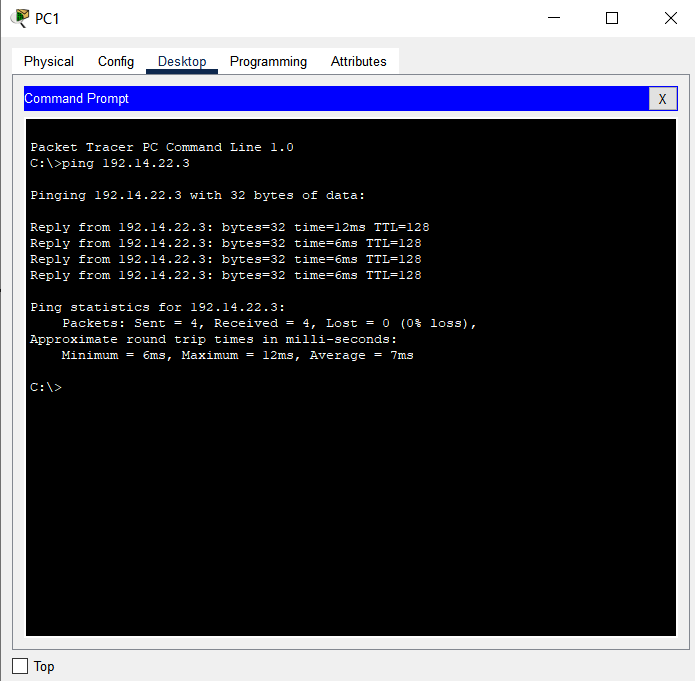 PC1
Physical Config Desktop Programming Attributes
Command Prompt X
Packet Tracer PC Command Line 1.0
C:\>ping 192.14.22.3
Pinging 192.14.22.3 with 32 bytes of data:
Reply from 192.14.22.3: bytes=32 time=12ms TTL=128
Reply from 192.14.22.3: bytes=32 time=6ms TTL=128
Reply from 192.14.22.3: bytes=32 time=6ms TTL=128
Reply from 192.14.22.3: bytes=32 time=6ms TTL=128
Ping statistics for 192.14.22.3:
    Packets: Sent = 4, Received = 4, Lost = 0 (0% loss),
Approximate round trip times in milli-seconds:
    Minimum = 6ms, Maximum = 12ms, Average = 7ms
C:\>
Top